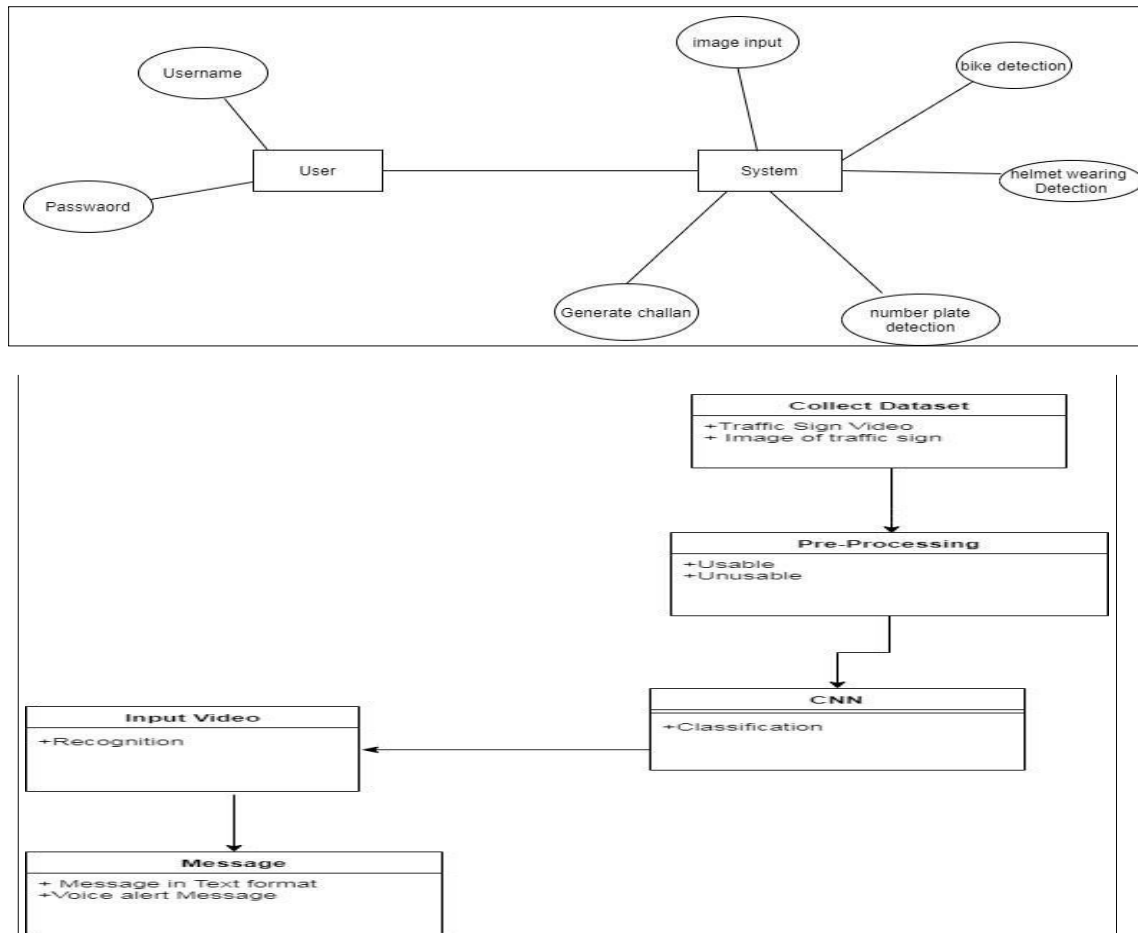 image input
bike detection
Username
User
System
helmet wearing
Detection
Passwaord
Generate challan
number plate
detection
Collect Dataset
+Traffic Sign Video
+ Image of traffic sign
Pre-Processing
+Usable
+Unusable
CNN
+Classification
Input Video
+Recognition
Message
+ Message in Text format
+Voice alert Message